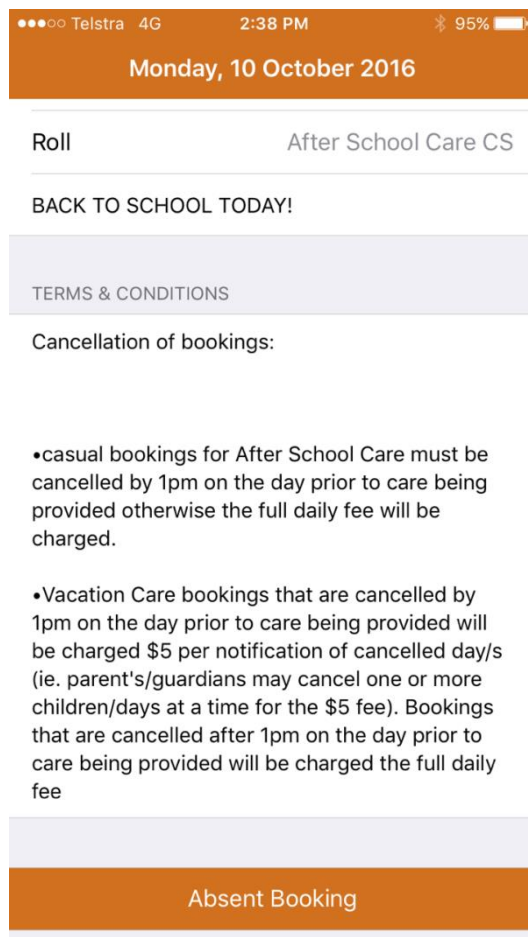 Telstra 4G 2:38 PM 95%
Monday, 10 October 2016
Roll After School Care CS
BACK TO SCHOOL TODAY!
TERMS & CONDITIONS
Cancellation of bookings:
•casual bookings for After School Care must be
cancelled by 1pm on the day prior to care being
provided otherwise the full daily fee will be
charged.
•Vacation Care bookings that are cancelled by
1pm on the day prior to care being provided will
be charged $5 per notification of cancelled day/s
(ie. parent's/guardians may cancel one or more
children/days at a time for the $5 fee). Bookings
that are cancelled after 1pm on the day prior to
care being provided will be charged the full daily
fee
Absent Booking